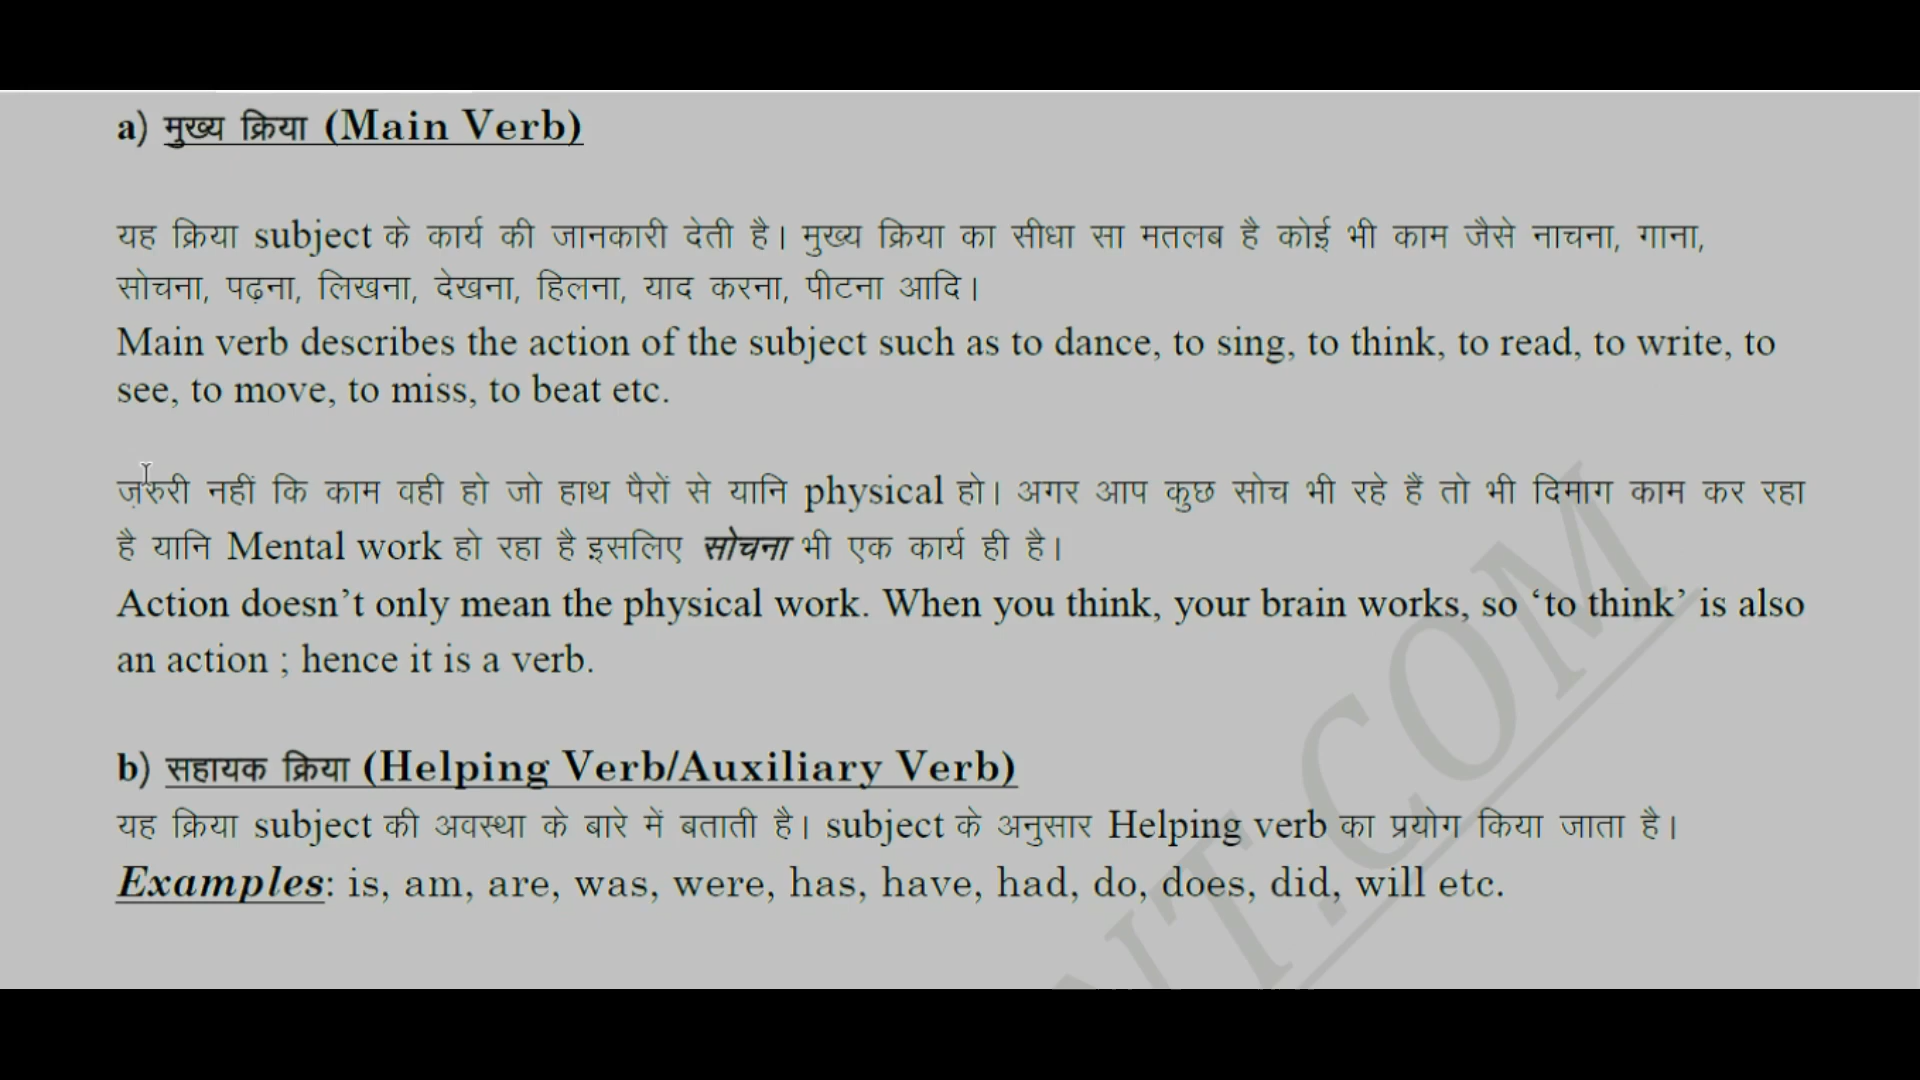 a) मुख्य क्रिया (Main Verb)
यह क्रिया subject के कार्य की जानकारी देती है। मुख्य क्रिया का सीधा सा मतलब है कोई भी काम जैसे नाचना, गाना,
सोचना, पढ़ना, लिखना, देखना, हिलना, याद करना, पीटना आदि।
Main verb describes the action of the subject such as to dance, to sing, to think, to read, to write, to
see, to move, to miss, to beat etc.
ज़रुरी नहीं कि काम वही हो जो हाथ पैरों से यानि physical हो। अगर आप कुछ सोच भी रहे हैं तो भी दिमाग काम कर रहा
है यानि Mental work हो रहा है इसलिए सोचना भी एक कार्य ही है।
Action doesn’t only mean the physical work. When you think, your brain works, so ‘to think’ is also
an action ; hence it is a verb.
b) सहायक क्रिया (Helping Verb/Auxiliary Verb)
यह क्रिया subject की अवस्था के बारे में बताती है। subject के अनुसार Helping verb का प्रयोग किया जाता है।
Examples: is, am, are, was, were, has, have, had, do, does, did, will etc.
NT.COM